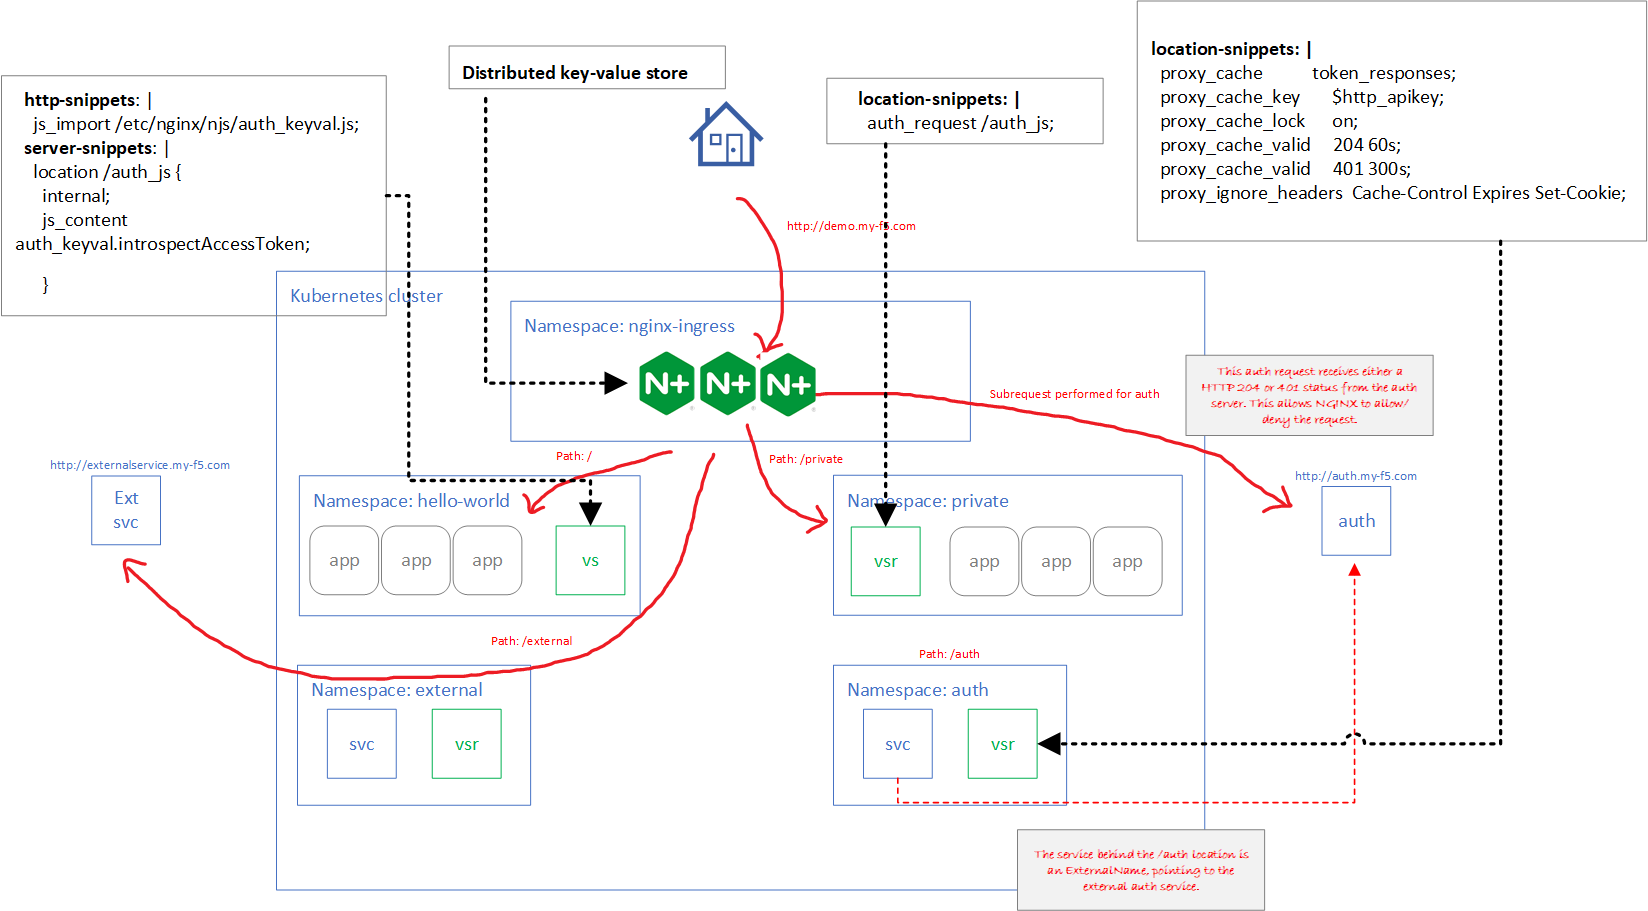 location-snippets: |
proxy_cache token_responses;
proxy_cache_key $http_apikey;
proxy_cache_lock on;
proxy_cache_valid 204 60s;
proxy_cache_valid 401 300s;
proxy_ignore_headers Cache-Control Expires Set-Cookie;
Distributed key-value store
http-snippets: |
js_import /etc/nginx/njs/auth_keyval.js;
server-snippets: |
location /auth_js {
internal;
js_content
auth_keyval.introspectAccessToken;
}
location-snippets: |
auth_request /auth_js;
http://demo.my-f5.com
Kubernetes cluster
Namespace: nginx-ingress
N+
N+
N+
Subrequest performed for auth
This auth request receives either a
HTTP 204 or 401 status from the auth
server. This allows NGINX to allow/
deny the request.
http://externalservice.my-f5.com
Ext
svc
Path: /
Path: /private
http://auth.my-f5.com
auth
Namespace: hello-world
app
app
app
vs
Namespace: private
vsr
app
app
app
Path: /external
Path: /auth
Namespace: external
svc
vsr
Namespace: auth
svc
vsr
The service behind the /auth location is
an ExternalName, pointing to the
external auth service.